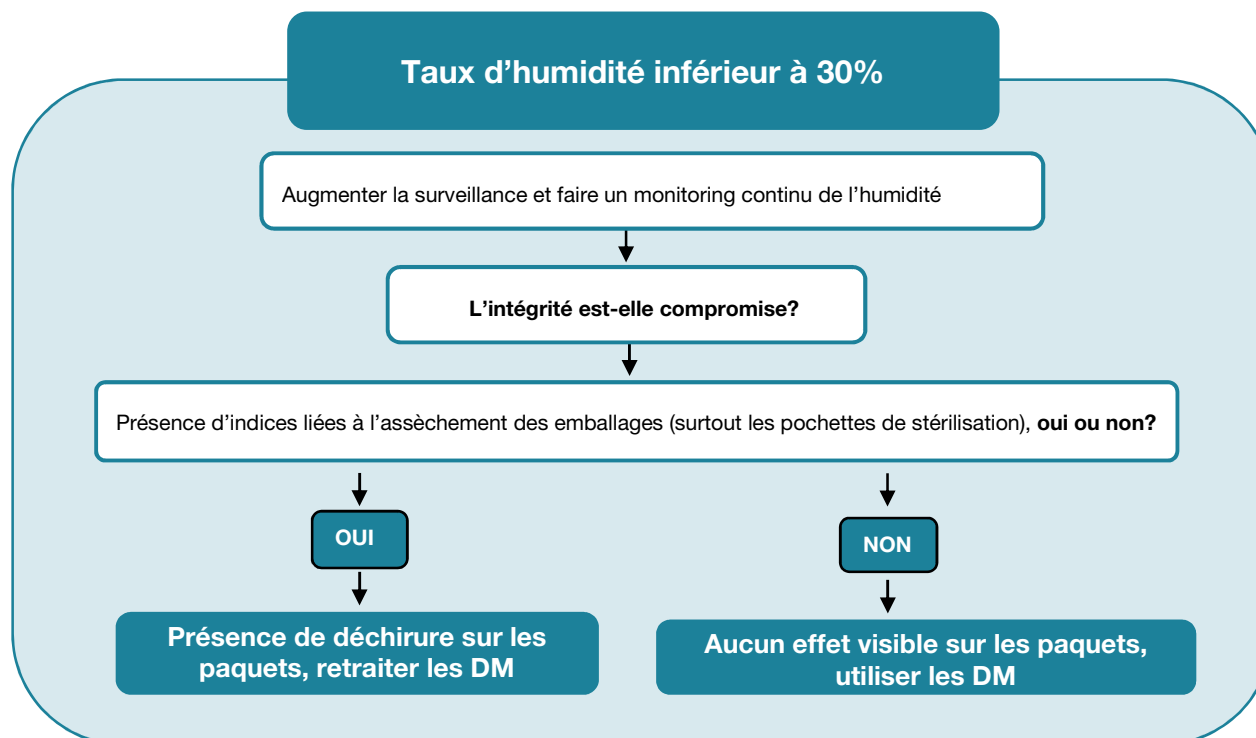 Taux d’humidité inférieur à 30%
Augmenter la surveillance et faire un monitoring continu de l’humidité
L’intégrité est-elle compromise?
Présence d’indices liées à l’assèchement des emballages (surtout les pochettes de stérilisation), oui ou non?
OUI
NON
Présence de déchirure sur les
paquets, retraiter les DM
Aucun effet visible sur les paquets,
utiliser les DM